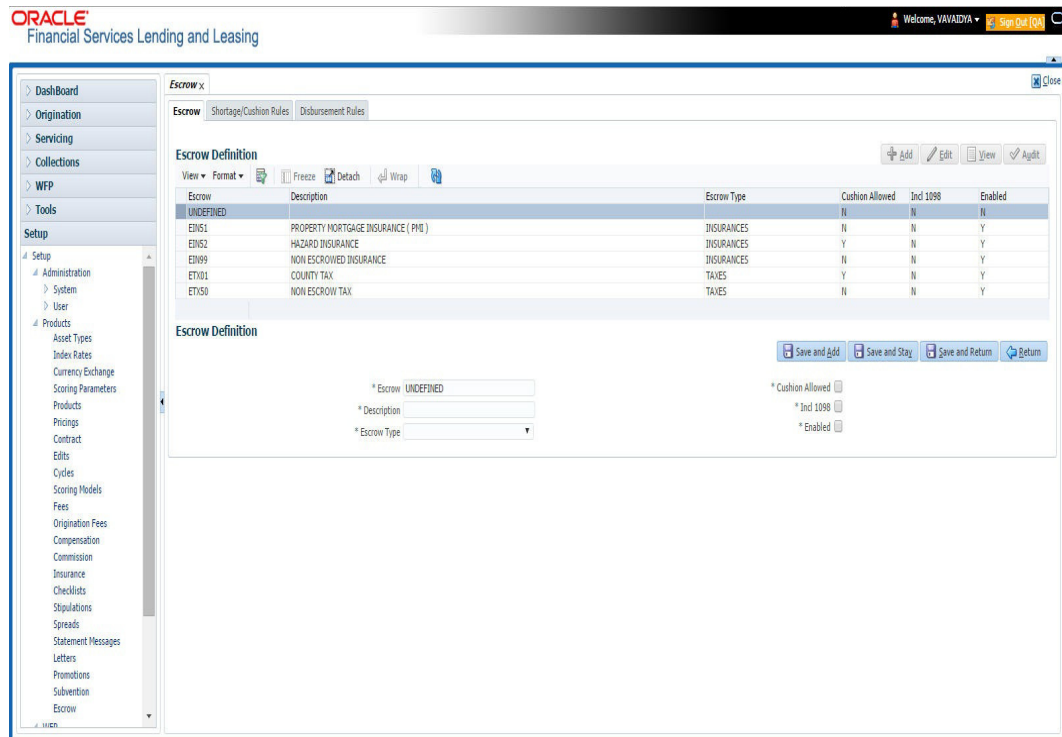 ORACLE'
Financial Services Lending and Leasing
Welcome, VAVAIDYA
Sign Out [QA]
Close
DashBoard
Origination
Servicing
Collections
WFP
Tools
Setup
Setup
Administration
System
User
Products
Asset Types
Index Rates
Currency Exchange
Scoring Parameters
Products
Pricings
Contract
Edits
Cycles
Scoring Models
Fees
Origination Fees
Compensation
Commission
Insurance
Checklists
Stipulations
Spreads
Statement Messages
Letters
Promotions
Subvention
Escrow
WFP
Escrow x
Escrow Shortage/Cushion Rules Disbursement Rules
Escrow Definition
Add Edit View Audit
View Format Freeze Detach Wrap
Escrow Description Escrow Type Cushion Allowed Incl 1098 Enabled
UNDEFINED N N N
EIN51 PROPERTY MORTGAGE INSURANCE ( PMI ) INSURANCES N N Y
EIN52 HAZARD INSURANCE INSURANCES Y N Y
EIN99 NON ESCROWED INSURANCE INSURANCES N N Y
ETX01 COUNTY TAX TAXES Y N Y
ETX50 NON ESCROW TAX TAXES N N Y
Escrow Definition
Save and Add Save and Stay Save and Return Return
* Escrow UNDEFINED
* Description
* Escrow Type
* Cushion Allowed
* Incl 1098
* Enabled